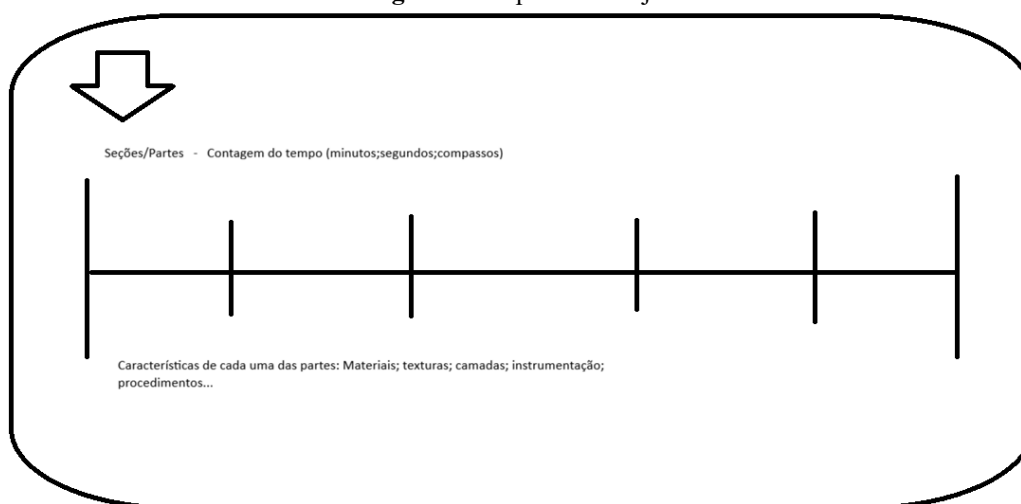 Seções/Partes - Contagem do tempo (minutos;segundos;compassos)
Características de cada uma das partes: Materiais; texturas; camadas; instrumentação;
procedimentos...